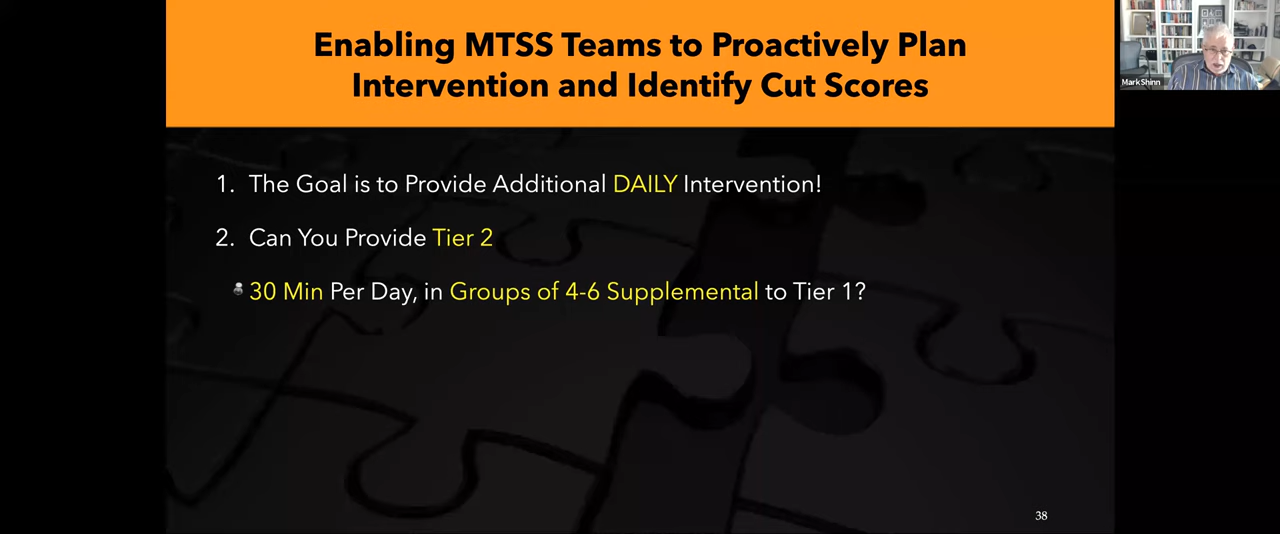 Enabling MTSS Teams to Proactively Plan
Intervention and Identify Cut Scores
Mark Shinn
1. The Goal is to Provide Additional DAILY Intervention!
2. Can You Provide Tier 2
30 Min Per Day, in Groups of 4-6 Supplemental to Tier 1?
38